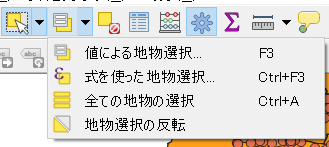 abc
値による地物選択... F3
式を使った地物選択... Ctrl+F3
全ての地物の選択 Ctrl+A
地物選択の反転